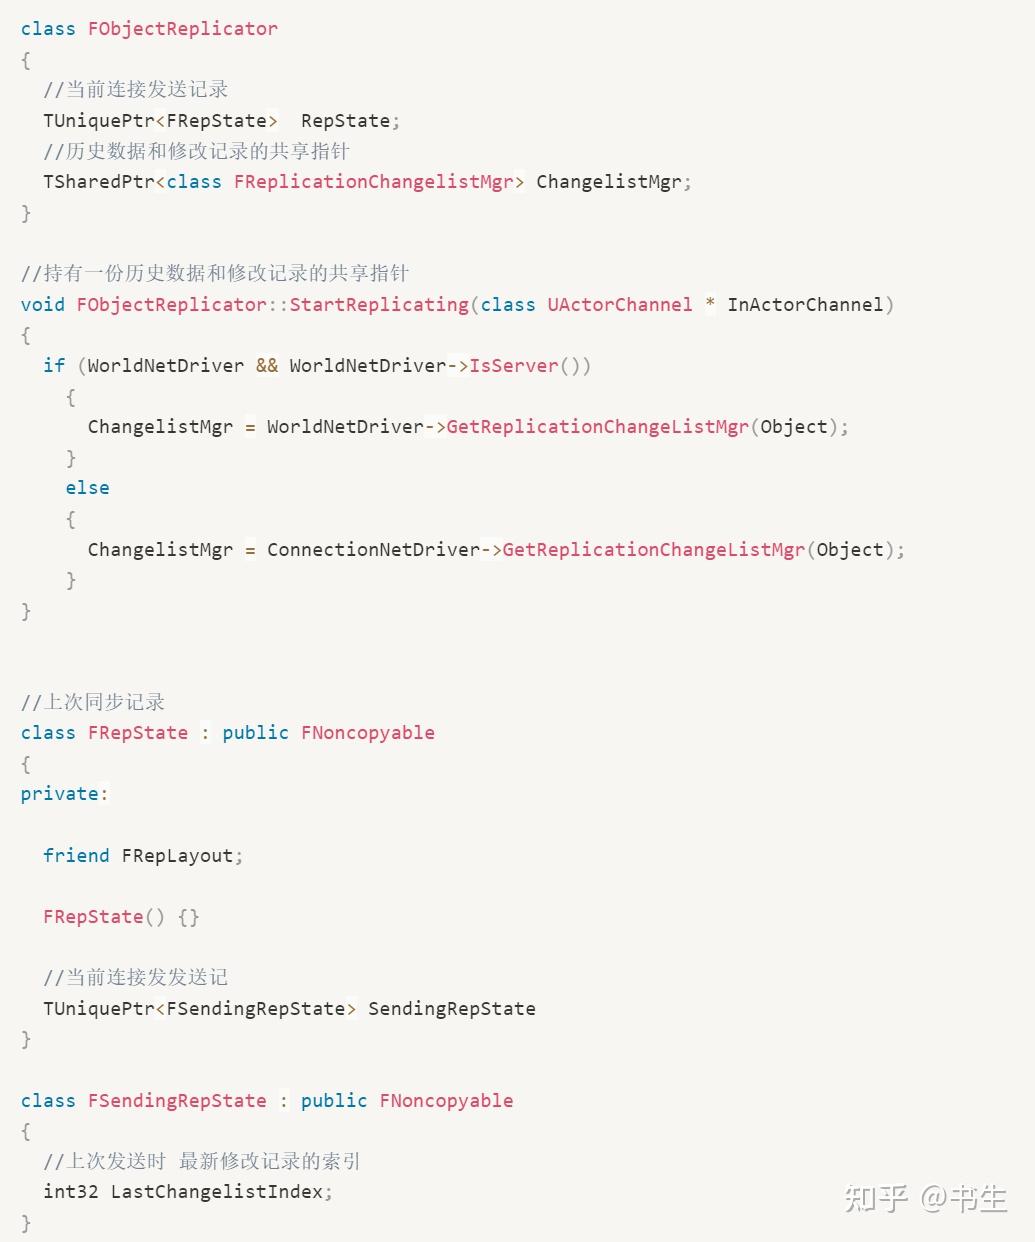 class FObjectReplicator
{
  //当前连接发送记录
  TUniquePtr<FRepState>  RepState;
  //历史数据和修改记录的共享指针
  TSharedPtr<class FReplicationChangelistMgr> ChangelistMgr;
}
//持有一份历史数据和修改记录的共享指针
void FObjectReplicator::StartReplicating(class UActorChannel * InActorChannel)
{
  if (WorldNetDriver && WorldNetDriver->IsServer())
    {
      ChangelistMgr = WorldNetDriver->GetReplicationChangeListMgr(Object);
    }
    else
    {
      ChangelistMgr = ConnectionNetDriver->GetReplicationChangeListMgr(Object);
    }
}
//上次同步记录
class FRepState : public FNoncopyable
{
private:
  friend FRepLayout;
  FRepState() {}
  //当前连接发发送记
  TUniquePtr<FSendingRepState> SendingRepState
}
class FSendingRepState : public FNoncopyable
{
  //上次发送时 最新修改记录的索引
  int32 LastChangelistIndex;
}
知乎 @书生